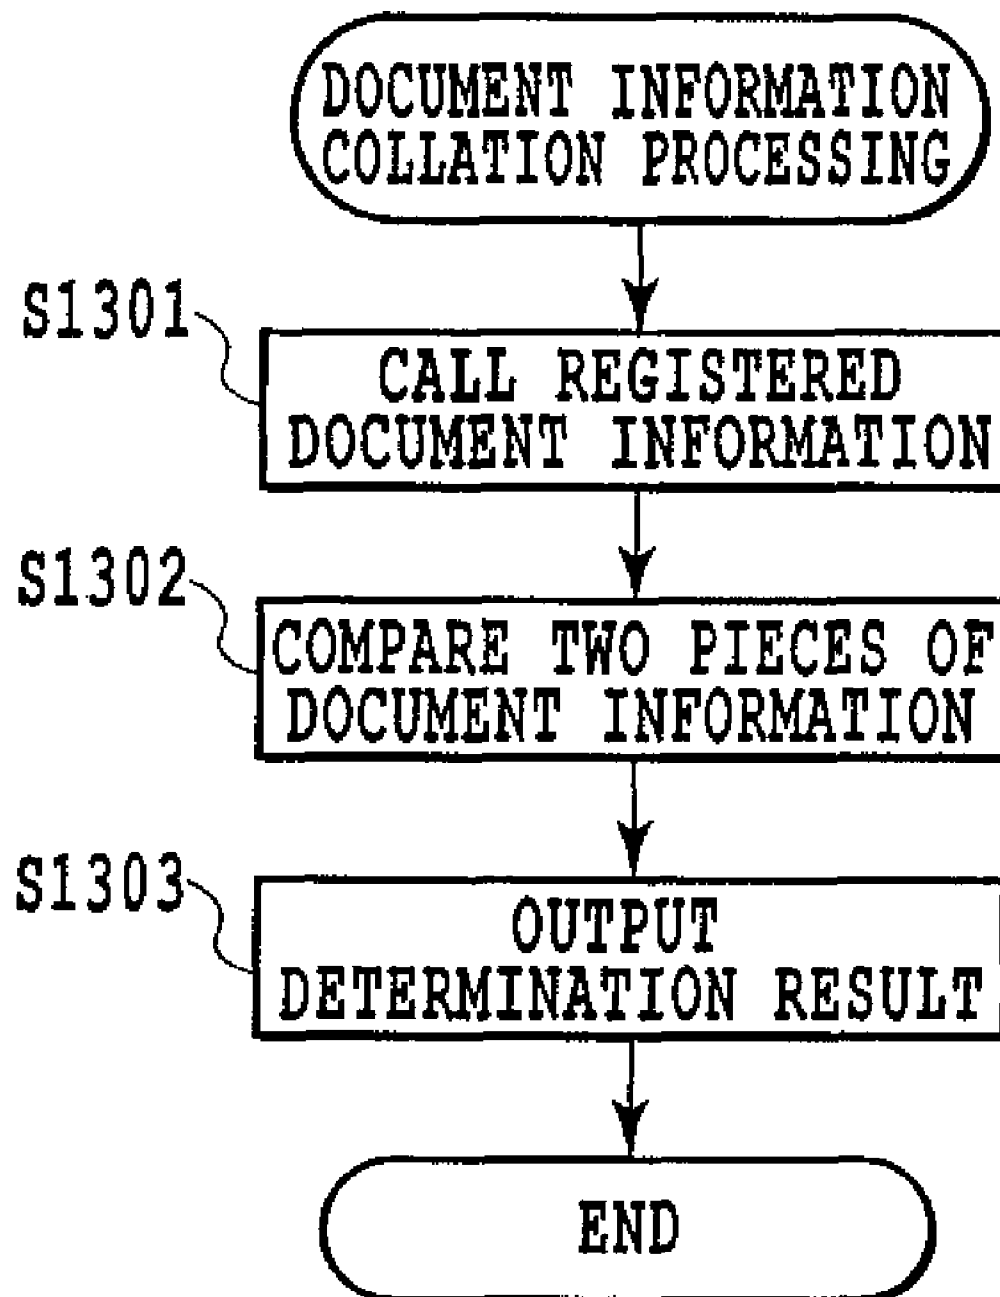 DOCUMENT INFORMATION
COLLATION PROCESSING
S1301
CALL REGISTERED
DOCUMENT INFORMATION
S1302
COMPARE TWO PIECES OF
DOCUMENT INFORMATION
S1303
OUTPUT
DETERMINATION RESULT
END